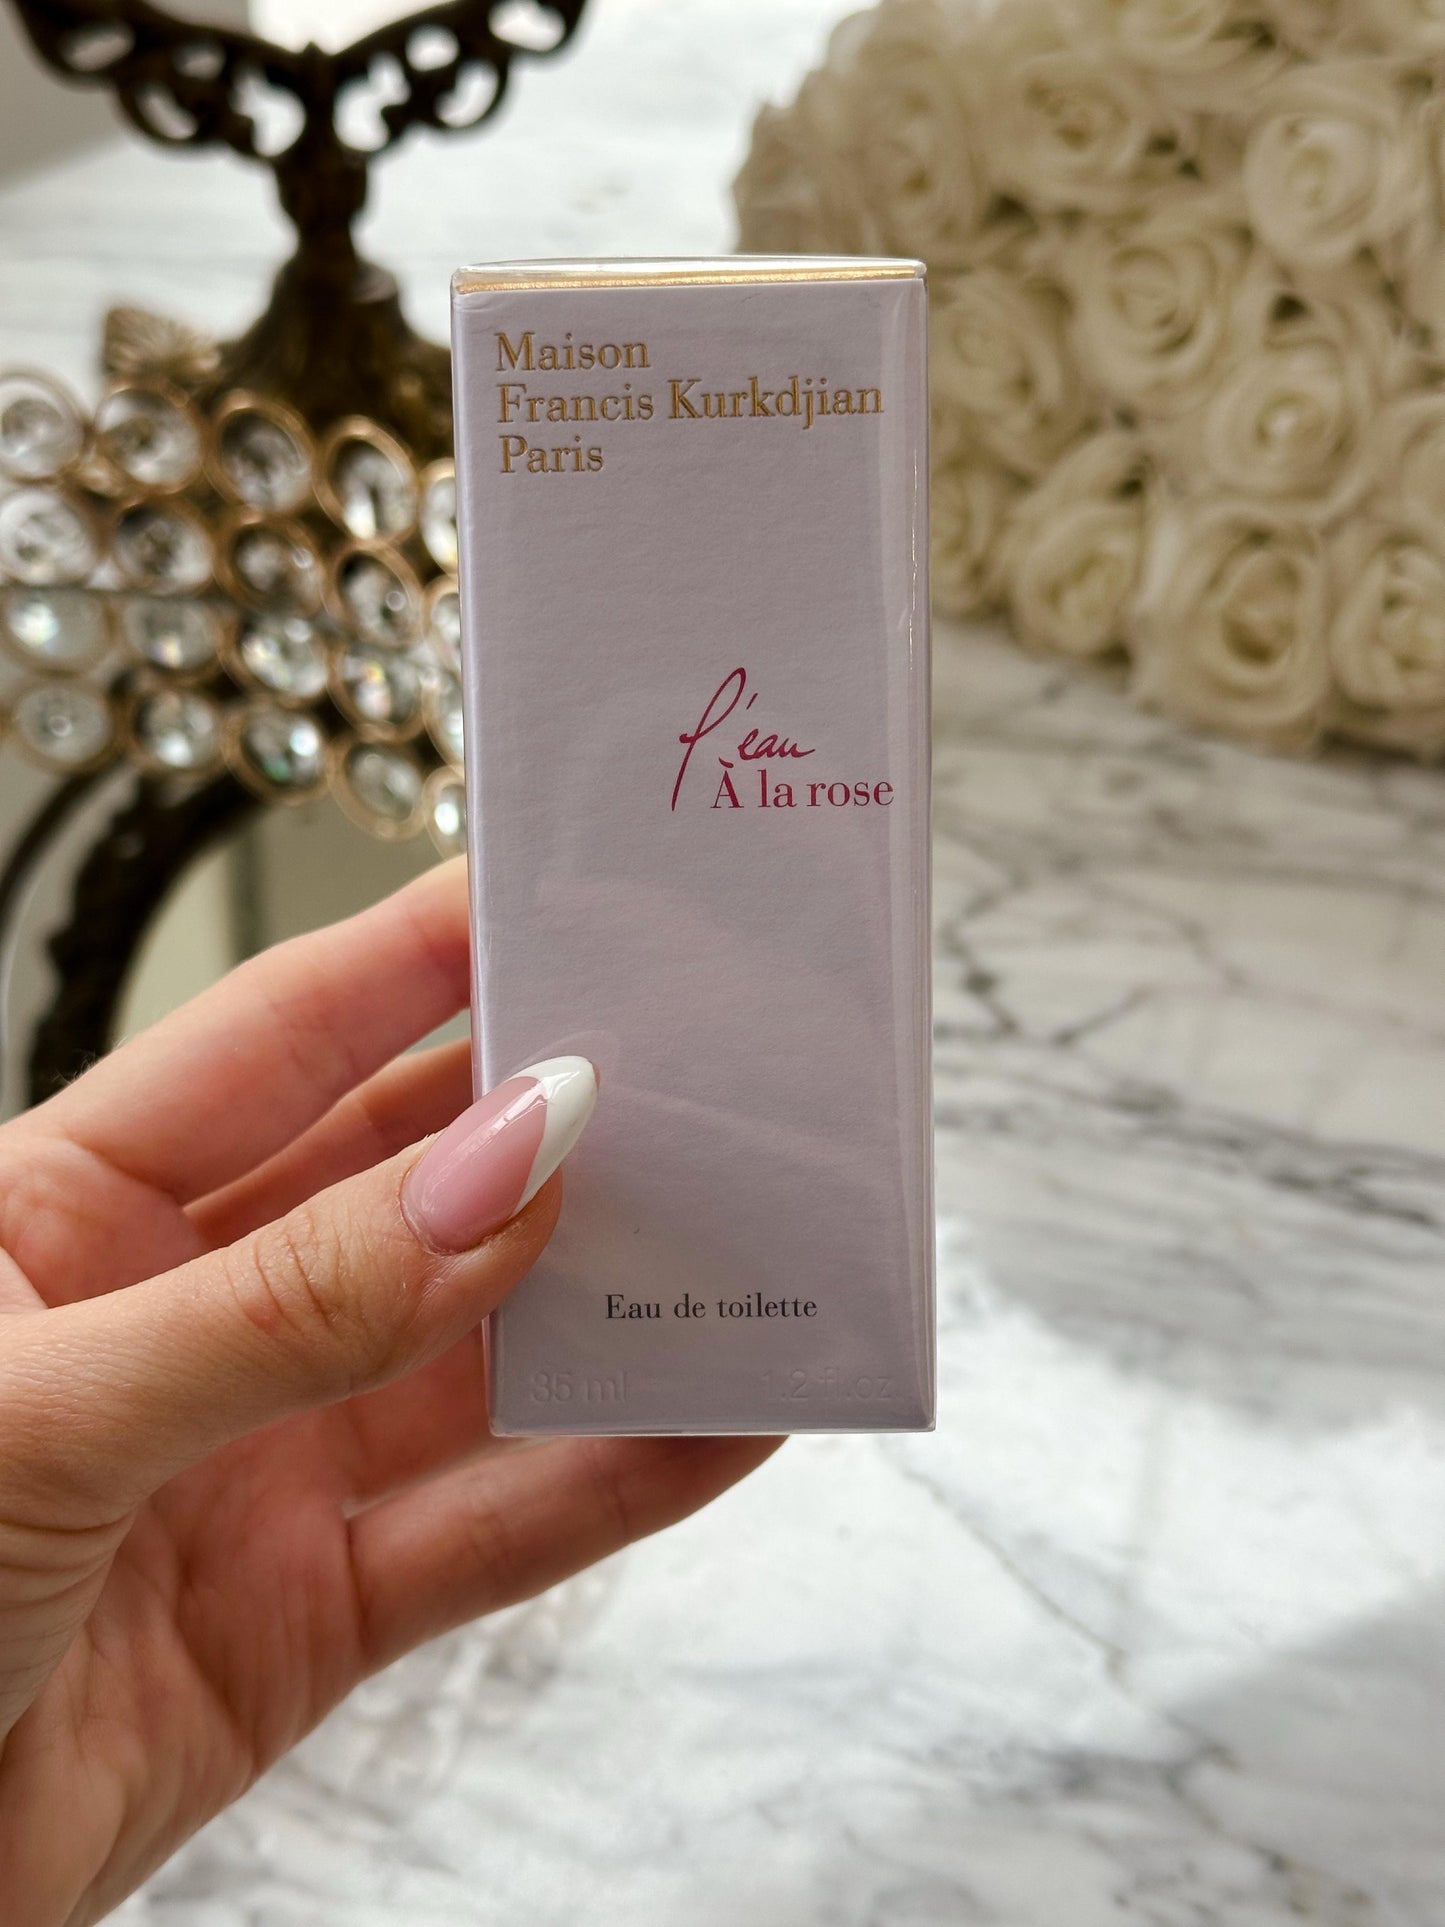 Maison
Francis Kurkdjian
Paris
l'eau
À la rose
Eau de toilette
35 ml 1.2 fl.oz